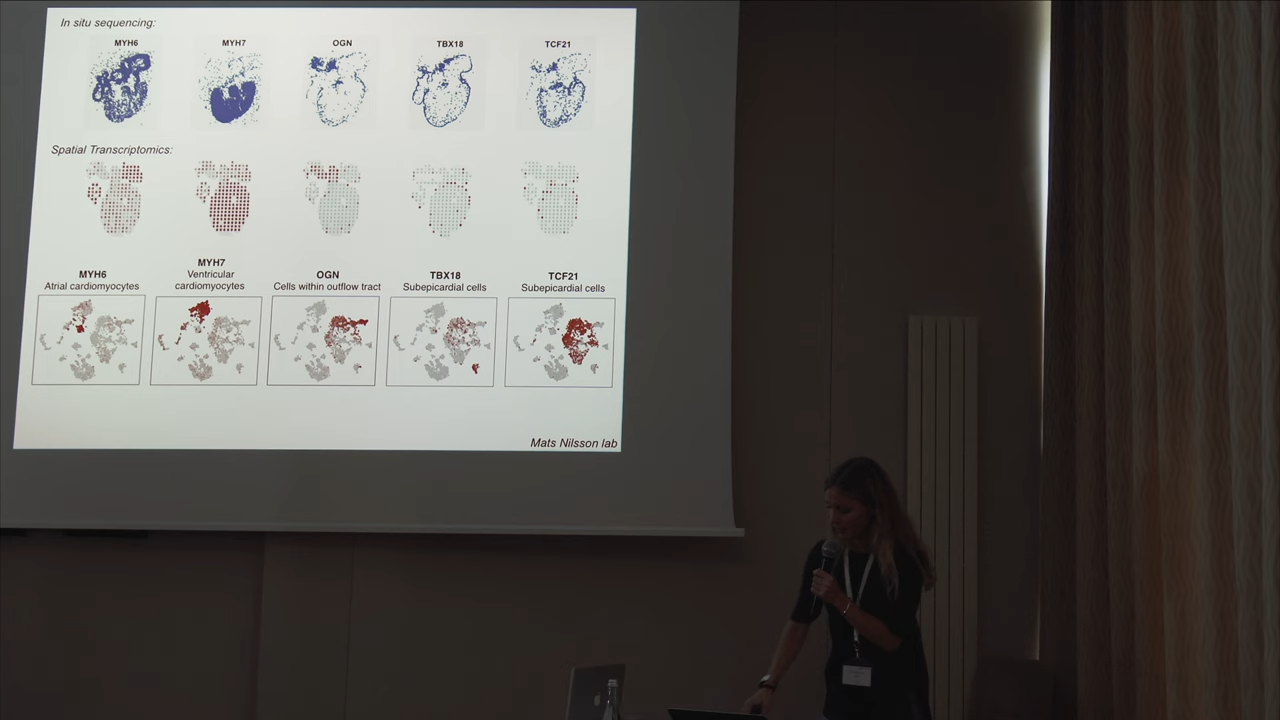 In situ sequencing:
MYH6 MYH7 OGN TBX18 TCF21
Spatial Transcriptomics:
MYH6
Atrial cardiomyocytes
MYH7
Ventricular
cardiomyocytes
OGN
Cells within outflow tract
TBX18
Subepicardial cells
TCF21
Subepicardial cells
Mats Nilsson lab